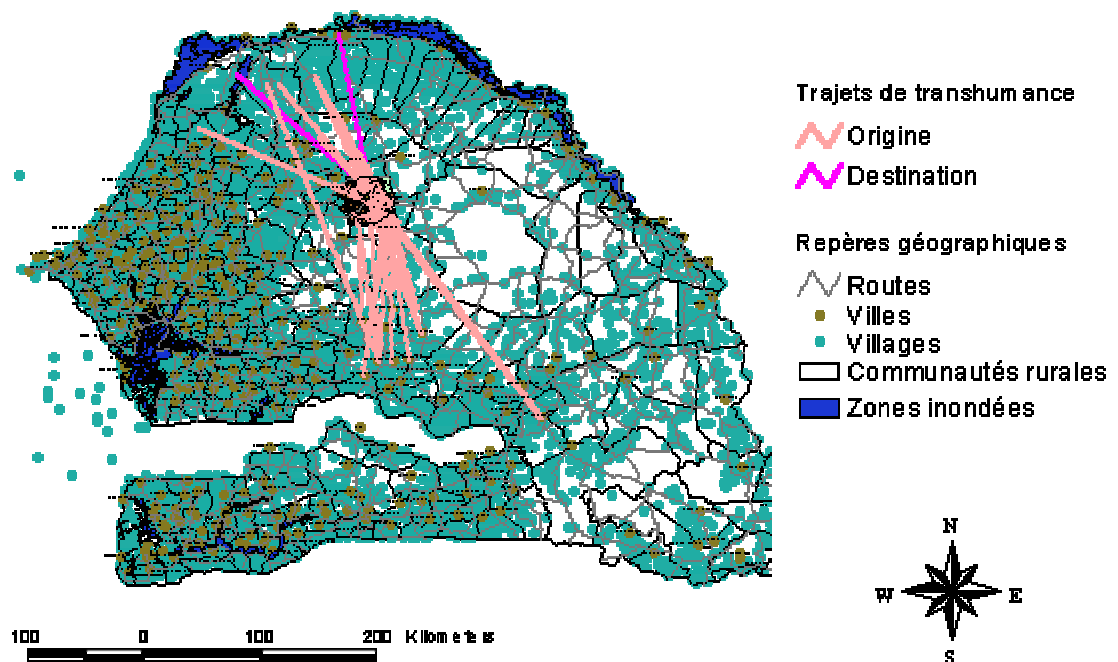 Trajets de transhumance
Origine
Destination
Repères géographiques
Routes
Villes
Villages
Communautés rurales
Zones inondées
N
W E
S
100 0 100 200 Kilometers